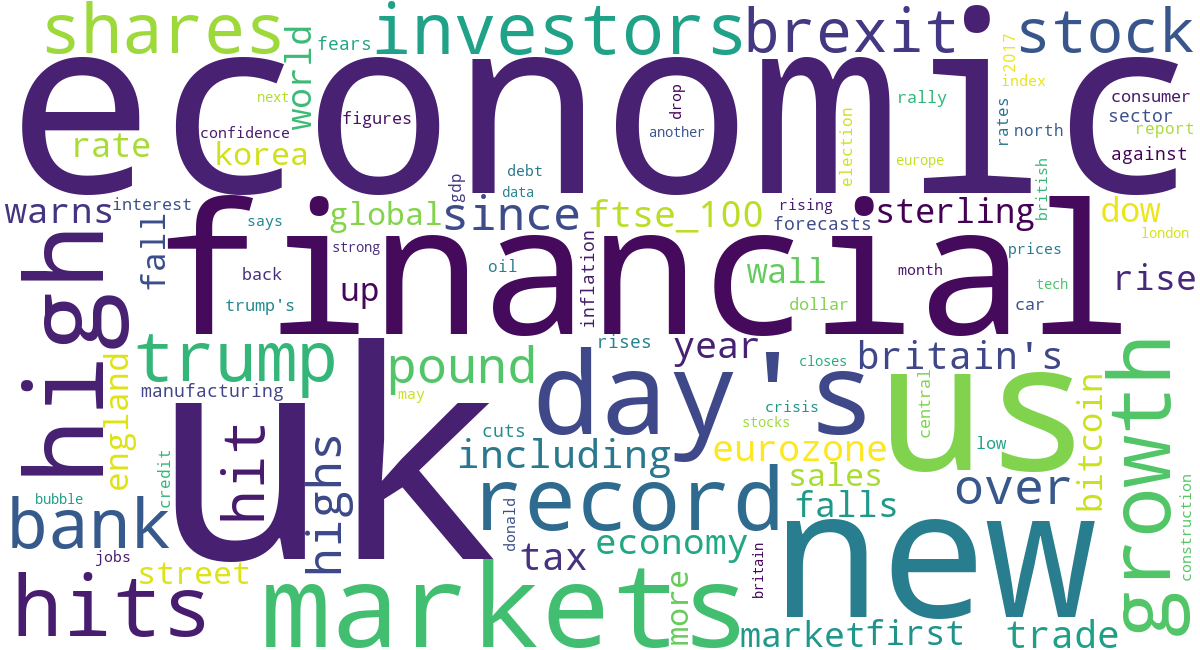 shares
investors
brexit
stock
fears
world
2017
index
economic
next
figures
drop
rally
consumer
sector
confidence
another
rates
north
report
rate
korea
election
europe
against
warns
interest
debt
data
gdp
british
fall
says
global
since
ftse_100
rising
forecasts
sterling
dow
london
high
financial
strong
back
up
oil
inflation
wall
month
prices
rise
trump's
dollar
car
tech
trump
pound
rises
year
closes
britain's
growth
england
manufacturing
may
day's
us
central
bitcoin
uk
hit
highs
cuts
crisis
stocks
low
including
eurozone
credit
record
sales
over
bubble
bank
donald
falls
new
construction
jobs
street
tax
economy
britain
hits
markets
more
market
first
trade